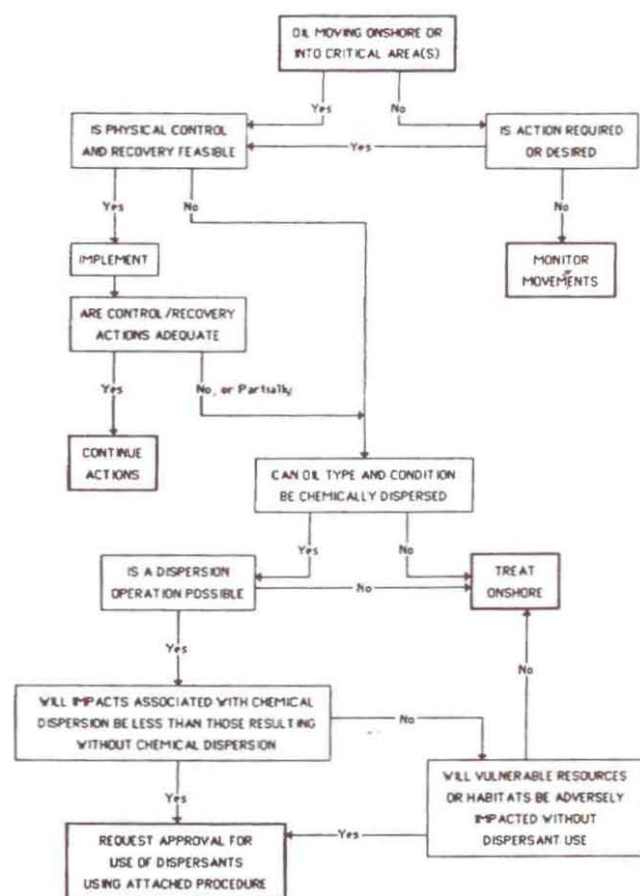 OIL MOVING ONSHORE OR
INTO CRITICAL AREA(S)
Yes
No
IS PHYSICAL CONTROL
AND RECOVERY FEASIBLE
Yes
IS ACTION REQUIRED
OR DESIRED
Yes
No
No
IMPLEMENT
MONITOR
MOVEMENTS
ARE CONTROL/RECOVERY
ACTIONS ADEQUATE
Yes
No, or Partially
CONTINUE
ACTIONS
CAN OIL TYPE AND CONDITION
BE CHEMICALLY DISPERSED
Yes
No
IS A DISPERSION
OPERATION POSSIBLE
No
TREAT
ONSHORE
Yes
No
WILL IMPACTS ASSOCIATED WITH CHEMICAL
DISPERSION BE LESS THAN THOSE RESULTING
WITHOUT CHEMICAL DISPERSION
No
Yes
WILL VULNERABLE RESOURCES
OR HABITATS BE ADVERSELY
IMPACTED WITHOUT
DISPERSANT USE
Yes
REQUEST APPROVAL FOR
USE OF DISPERSANTS
USING ATTACHED PROCEDURE